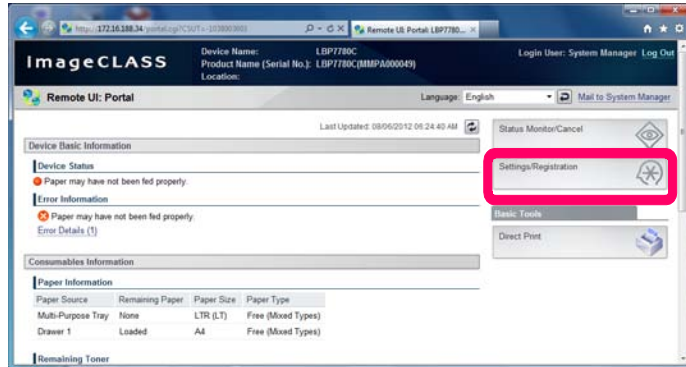 http://172.16.188.34/portal.cgi?CSUT=-1038003603
Remote UI: Portal: LBP7780...
imageCLASS
Device Name: LBP7780C
Product Name (Serial No.): LBP7780C(MMPA000049)
Location:
Login User: System Manager Log Out
Remote UI: Portal
Language: English
Mail to System Manager
Last Updated: 08/06/2012 06:24:40 AM
Device Basic Information
Device Status
Paper may have not been fed properly.
Error Information
Paper may have not been fed properly.
Error Details (1)
Consumables Information
Paper Information
Paper Source Remaining Paper Paper Size Paper Type
Multi-Purpose Tray None LTR (LT) Free (Mixed Types)
Drawer 1 Loaded A4 Free (Mixed Types)
Remaining Toner
Status Monitor/Cancel
Settings/Registration
Basic Tools
Direct Print